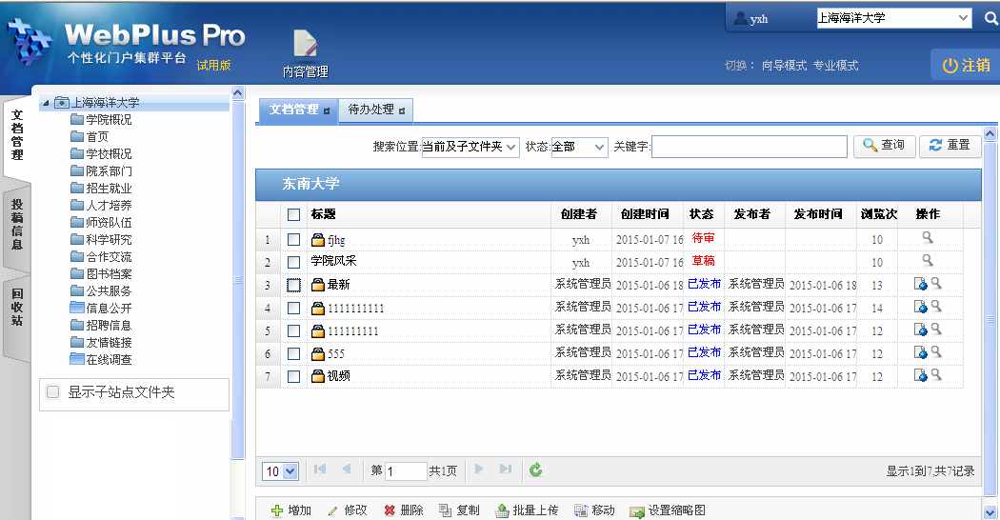 WebPlus Pro
个性化门户集群平台 试用版
内容管理
yxh 上海海洋大学
切换： 向导模式 专业模式
注销
文档管理
投稿信息
回收站
上海海洋大学
学院概况
首页
学校概况
院系部门
招生就业
人才培养
师资队伍
科学研究
合作交流
图书档案
公共服务
信息公开
招聘信息
友情链接
在线调查
显示子站点文件夹
文档管理 待办处理
搜索位置:当前及子文件夹 状态:全部 关键字: 查询 重置
东南大学
标题 创建者 创建时间 状态 发布者 发布时间 浏览次 操作
1 fjhg yxh 2015-01-07 16 待审 10
2 学院风采 yxh 2015-01-07 16 草稿 10
3 最新 系统管理员 2015-01-06 18 已发布 系统管理员 2015-01-06 18 13
4 1111111111 系统管理员 2015-01-06 17 已发布 系统管理员 2015-01-06 17 14
5 111111111 系统管理员 2015-01-06 17 已发布 系统管理员 2015-01-06 17 12
6 555 系统管理员 2015-01-06 17 已发布 系统管理员 2015-01-06 17 12
7 视频 系统管理员 2015-01-06 17 已发布 系统管理员 2015-01-06 17 12
10 第 1 共1页 显示1到7,共7记录
增加 修改 删除 复制 批量上传 移动 设置缩略图